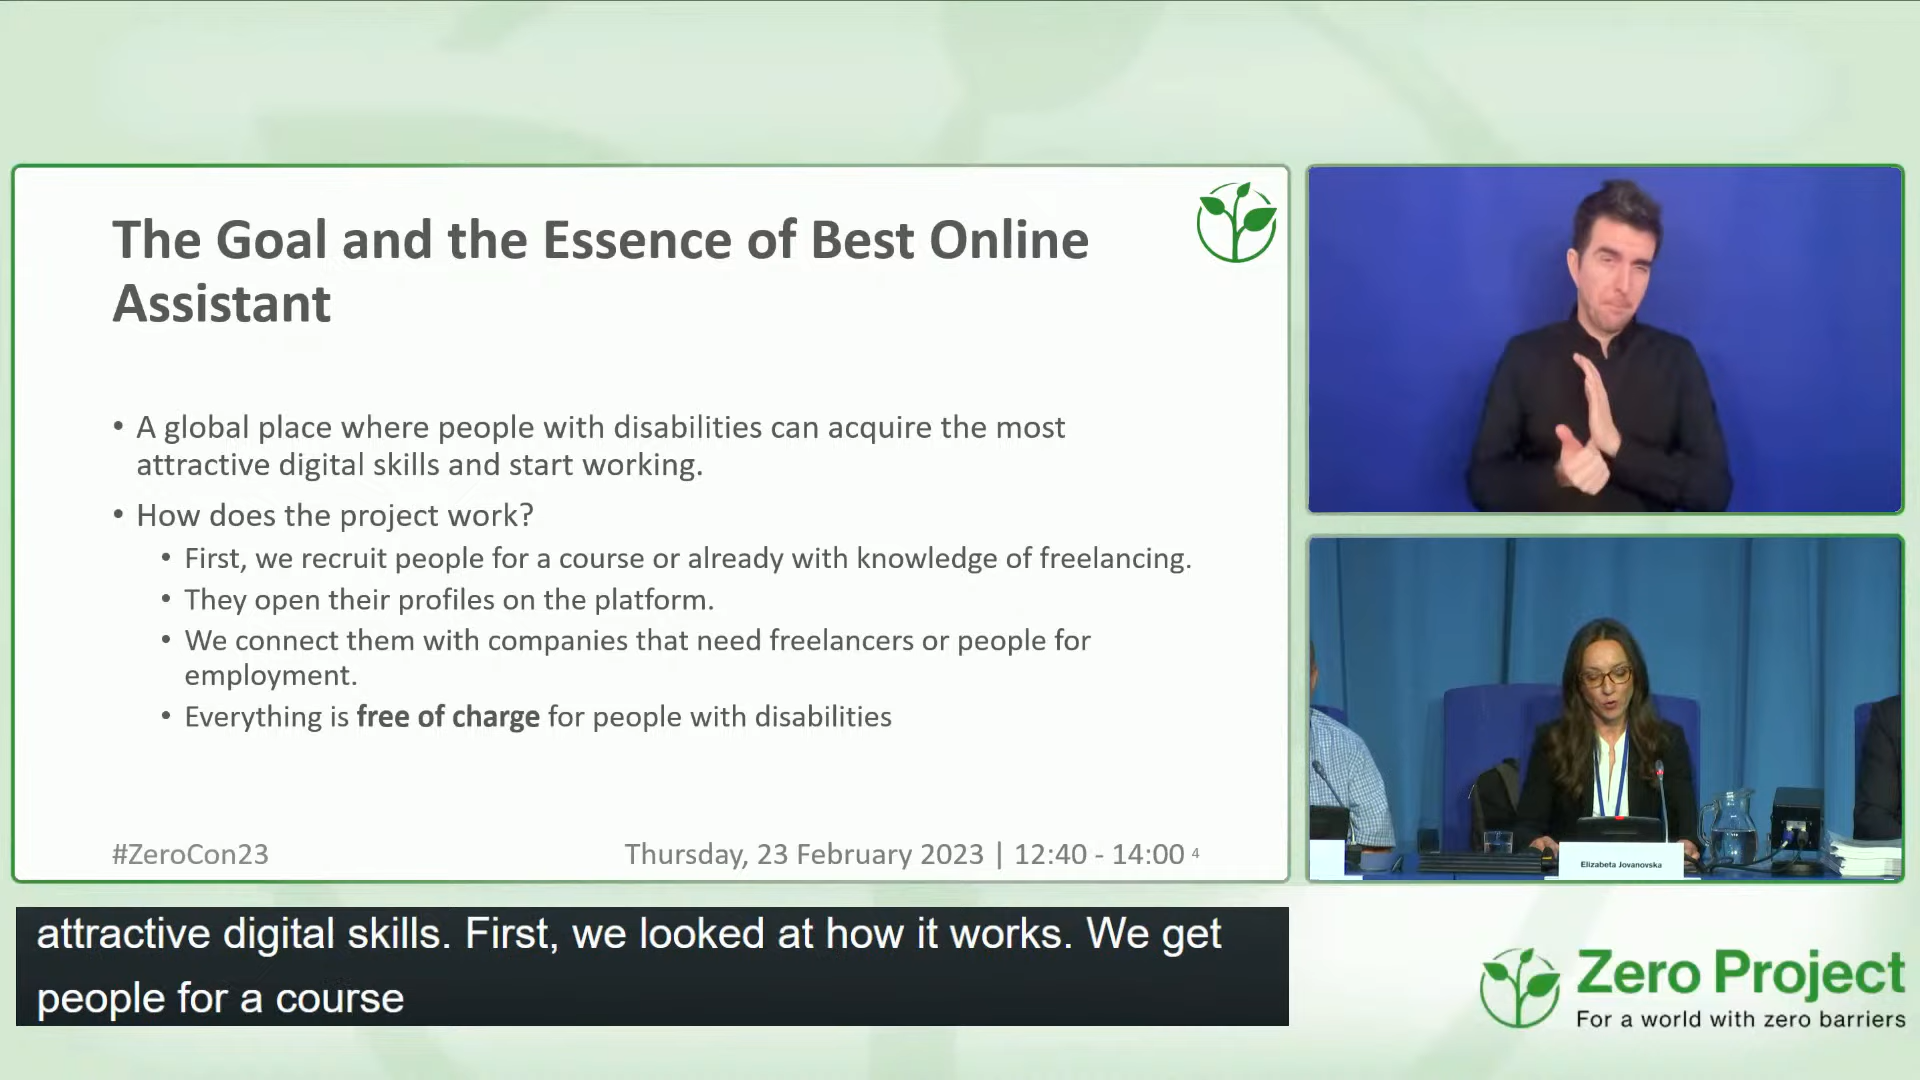 The Goal and the Essence of Best Online
Assistant
• A global place where people with disabilities can acquire the most
attractive digital skills and start working.
• How does the project work?
• First, we recruit people for a course or already with knowledge of freelancing.
• They open their profiles on the platform.
• We connect them with companies that need freelancers or people for
employment.
• Everything is free of charge for people with disabilities
#ZeroCon23
Thursday, 23 February 2023 | 12:40 - 14:00 4
Elizabeta Jovanovska
attractive digital skills. First, we looked at how it works. We get
people for a course
Zero Project
For a world with zero barriers